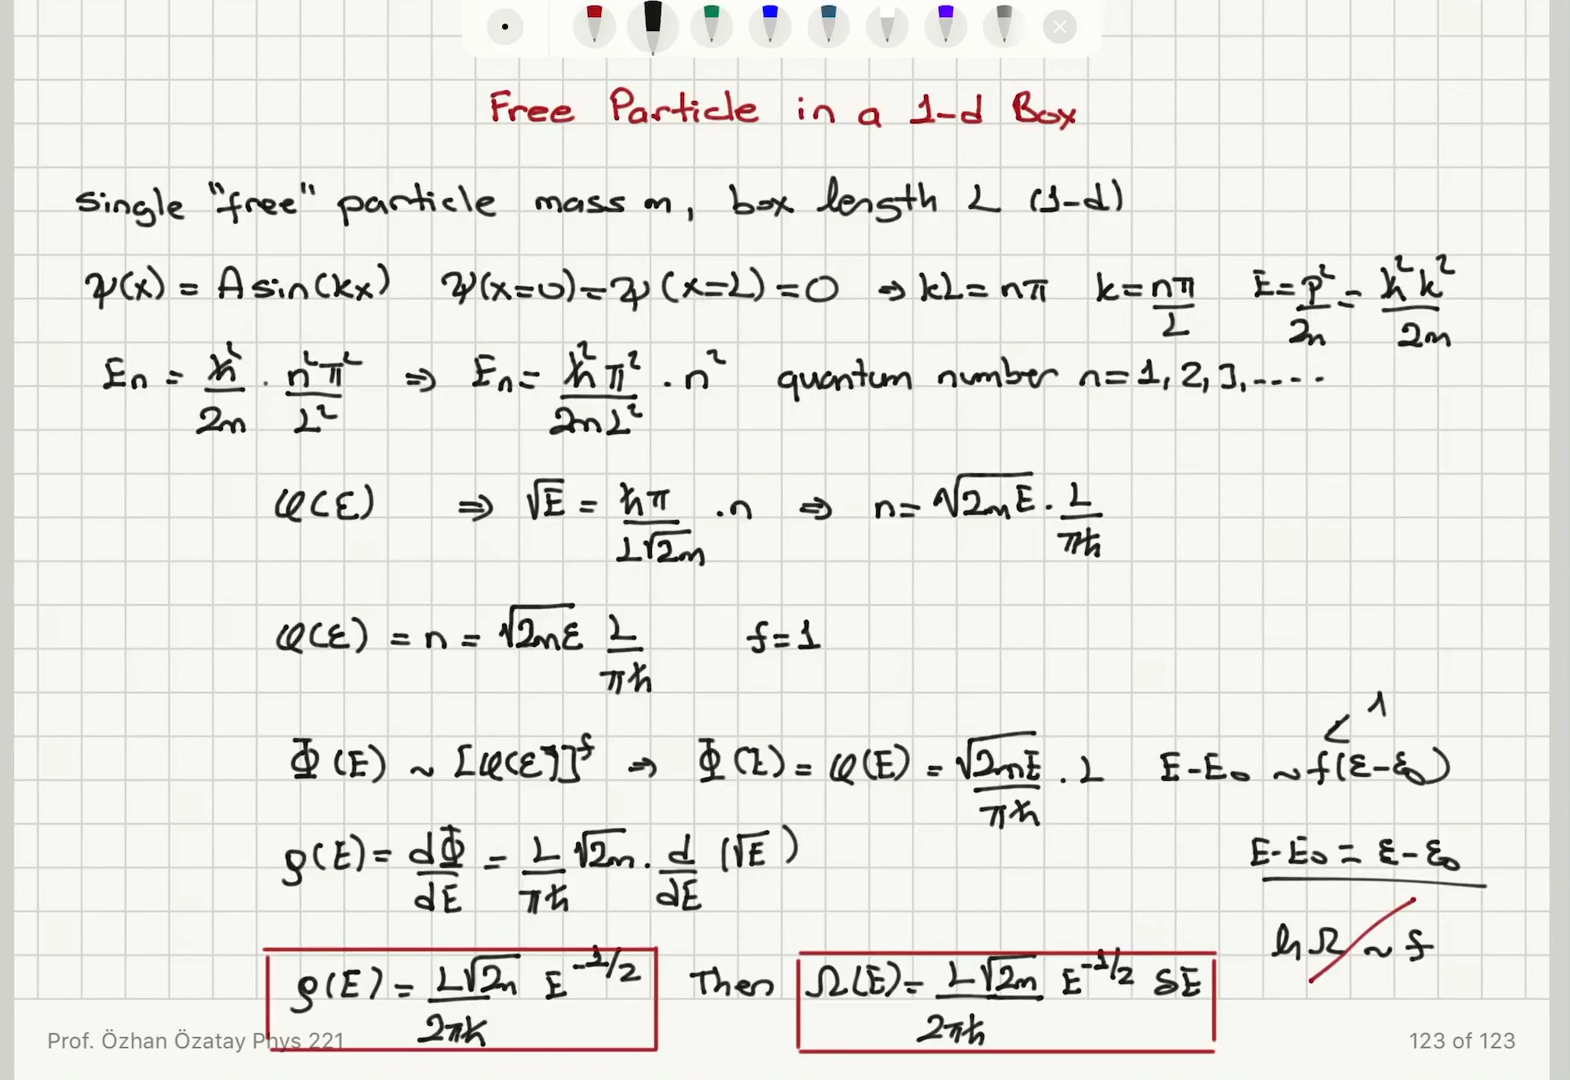 Free Particle in a 1-d Box
single "free" particle mass m, box length L (1-d)
ψ(x) = A sin(kx) ψ(x=0) = ψ(x=L) = 0 → kL = nπ k = nπ/L E = p²/2m = ħ²k²/2m
En = ħ²/2m · n²π²/L² ⇒ En = ħ²π²/2mL² · n² quantum number n = 1, 2, 3, ....
φ(ε) ⇒ √E = ħπ/L√2m · n ⇒ n = √2mE · L/πħ
φ(ε) = n = √2mε L/πħ f = 1
Φ(E) ~ [φ(ε)]^f → Φ(E) = φ(E) = √2mE/πħ · L E-E₀ ~ f(ε-ε₀) 1
ρ(E) = dΦ/dE = L/πħ √2m · d/dE (√E) E-E₀ = ε-ε₀
ln Ω ~ f
ρ(E) = L√2m/2πħ E^-1/2 Then Ω(E) = L√2m/2πħ E^-1/2 δE
Prof. Özhan Özatay Phys 221 123 of 123